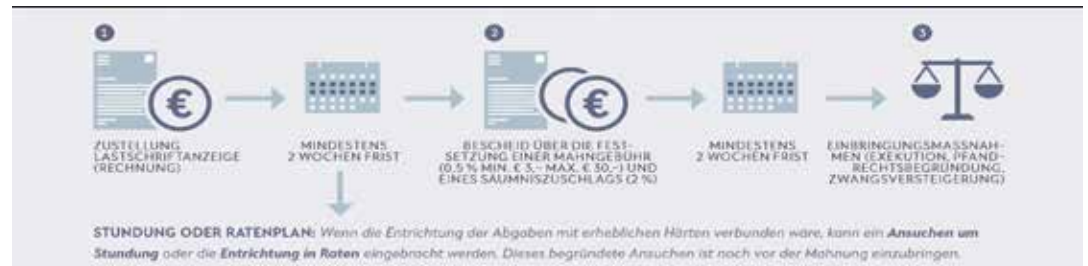 1
2
3
ZUSTELLUNG
LASTSCHRIFTANZEIGE
(RECHNUNG)
MINDESTENS
2 WOCHEN FRIST
BESCHEID ÜBER DIE FEST-
SETZUNG EINER MAHNGEBÜHR
(0,5 % MIN. € 3,– MAX. € 30,–) UND
EINES SÄUMNISZUSCHLAGS (2 %)
MINDESTENS
2 WOCHEN FRIST
EINBRINGUNGSMASSNAH-
MEN (EXEKUTION, PFAND-
RECHTSBEGRÜNDUNG,
ZWANGSVERSTEIGERUNG)
STUNDUNG ODER RATENPLAN: Wenn die Entrichtung der Abgaben mit erheblichen Härten verbunden wäre, kann ein Ansuchen um
Stundung oder die Entrichtung in Raten eingebracht werden. Dieses begründete Ansuchen ist noch vor der Mahnung einzubringen.